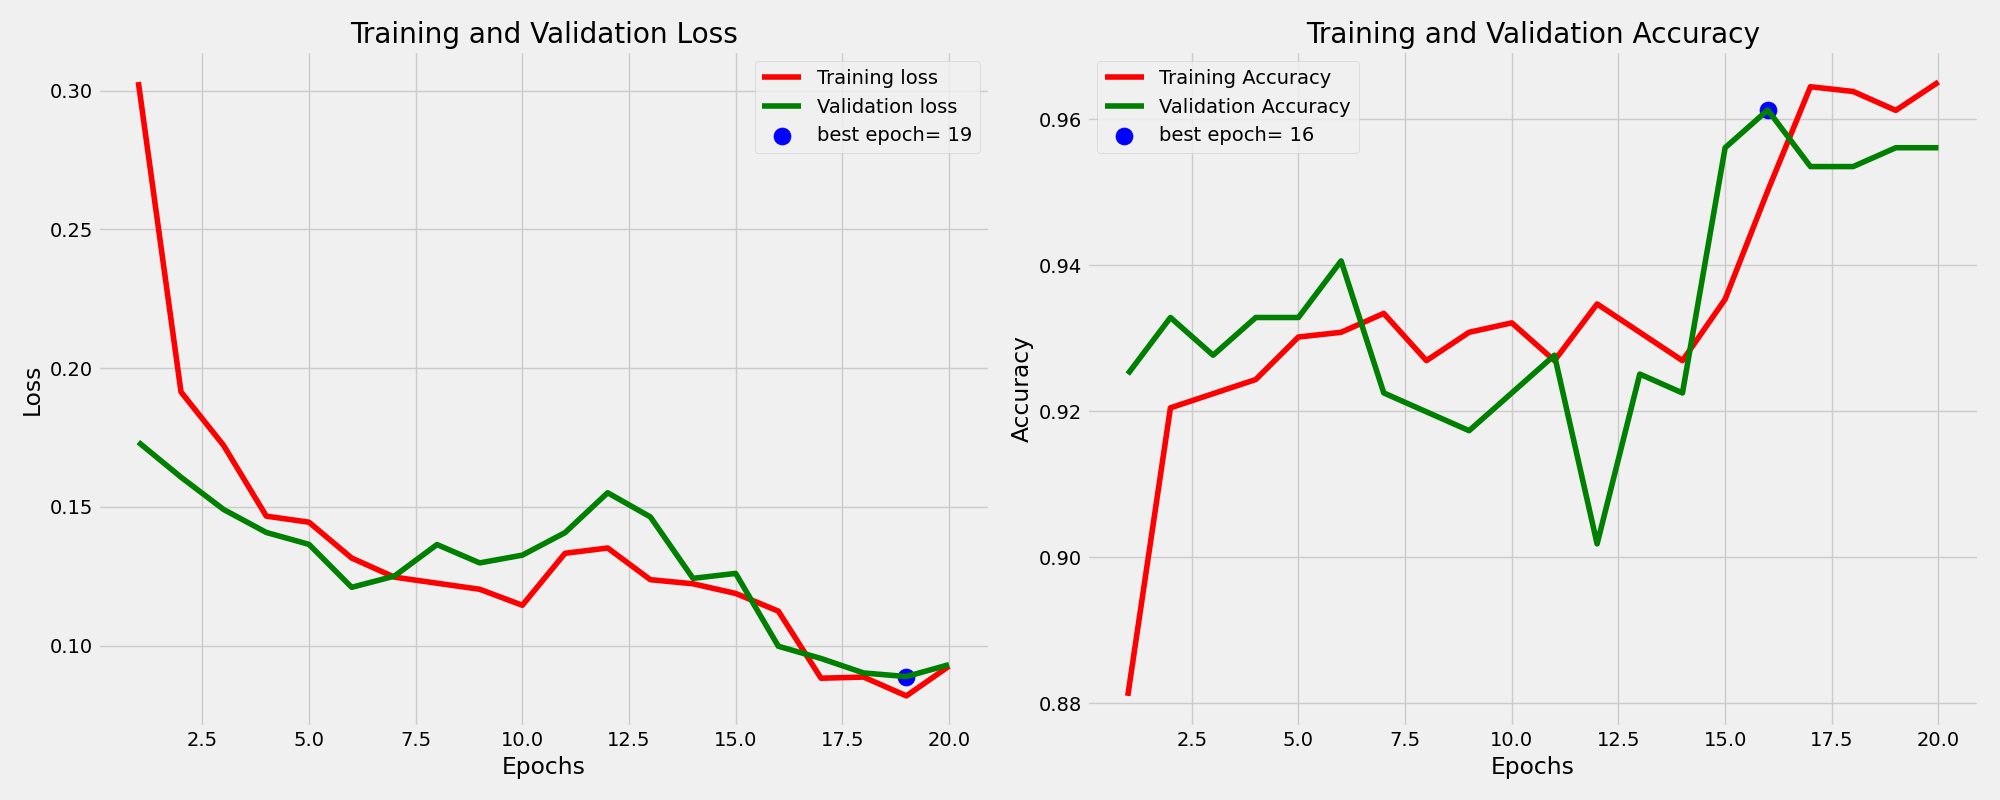 Training and Validation Loss
Training loss
Validation loss
best epoch= 19
0.30
0.25
0.20
0.15
0.10
Loss
2.5 5.0 7.5 10.0 12.5 15.0 17.5 20.0
Epochs
Training and Validation Accuracy
Training Accuracy
Validation Accuracy
best epoch= 16
0.96
0.94
0.92
0.90
0.88
Accuracy
2.5 5.0 7.5 10.0 12.5 15.0 17.5 20.0
Epochs